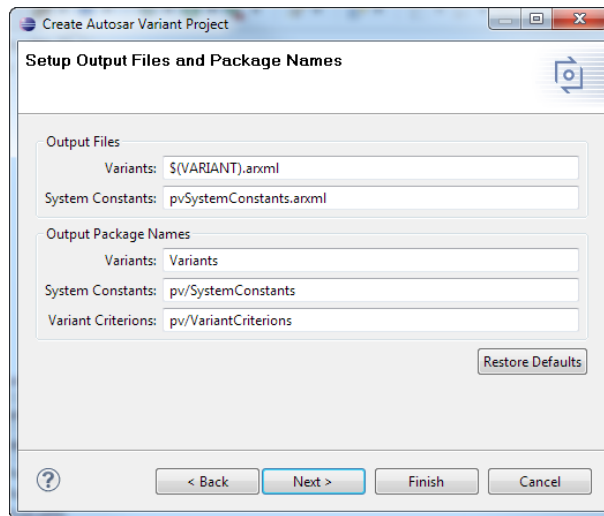 Create Autosar Variant Project
Setup Output Files and Package Names
Output Files
Variants: $(VARIANT).arxml
System Constants: pvSystemConstants.arxml
Output Package Names
Variants: Variants
System Constants: pv/SystemConstants
Variant Criterions: pv/VariantCriterions
Restore Defaults
? < Back Next > Finish Cancel